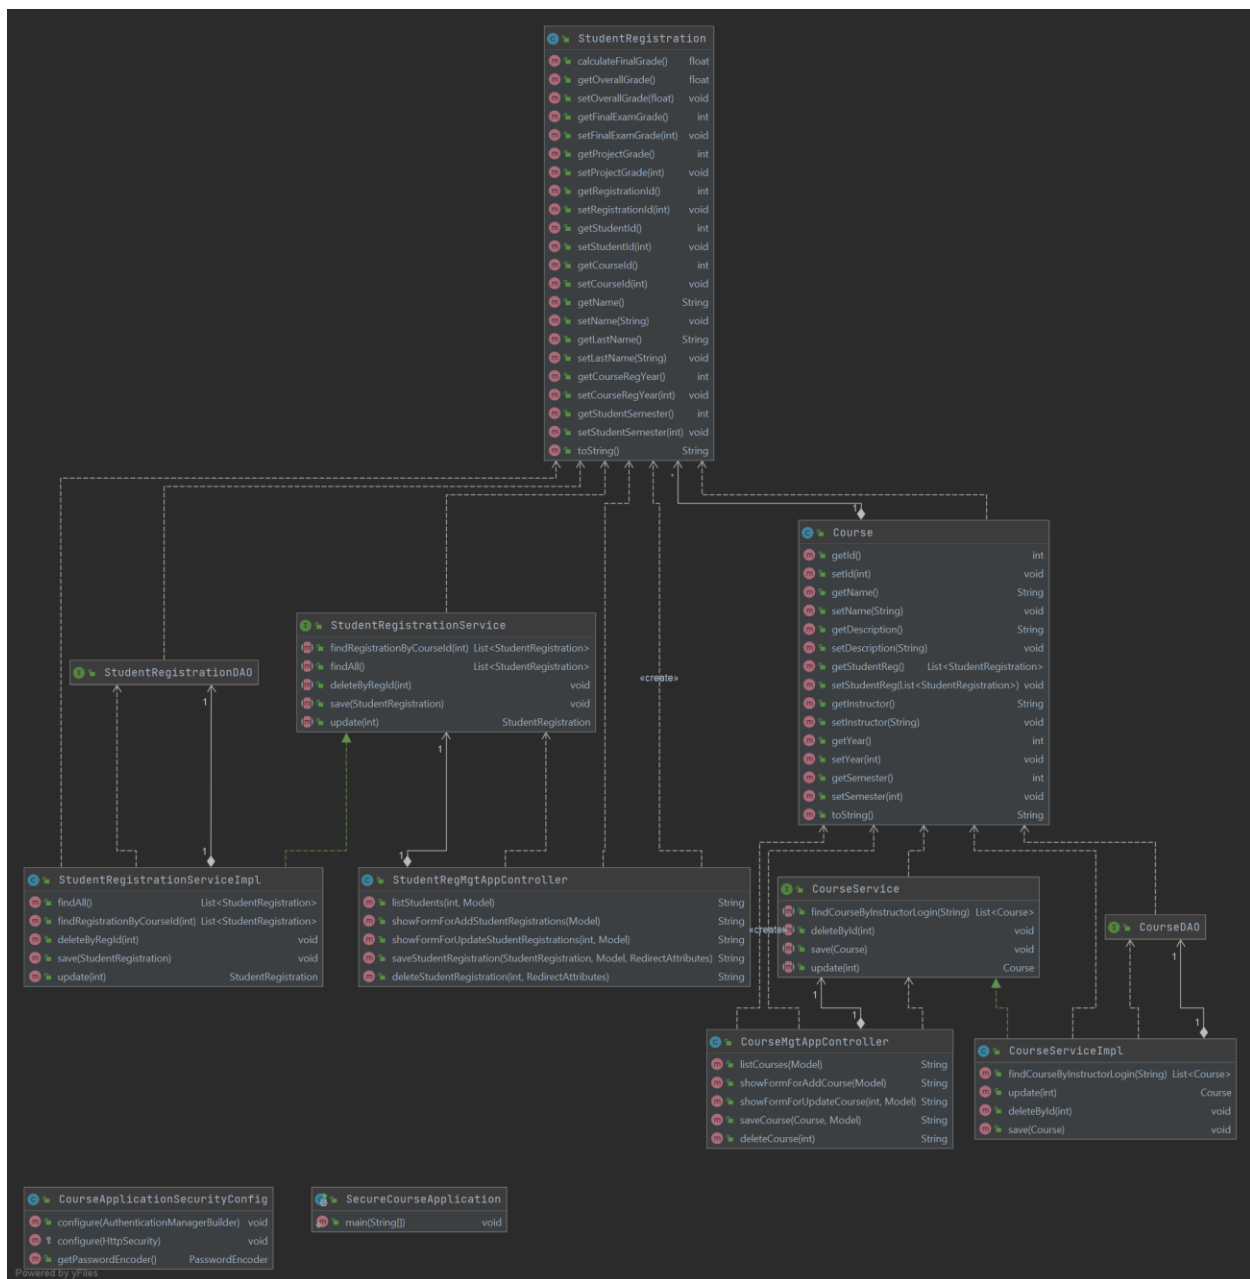 StudentRegistration
calculateFinalGrade() float
getOverallGrade() float
setOverallGrade(float) void
getFinalExamGrade() int
setFinalExamGrade(int) void
getProjectGrade() int
setProjectGrade(int) void
getRegistrationId() int
setRegistrationId(int) void
getStudentId() int
setStudentId(int) void
getCourseId() int
setCourseId(int) void
getName() String
setName(String) void
getLastName() String
setLastName(String) void
getCourseRegYear() int
setCourseRegYear(int) void
getStudentSemester() int
setStudentSemester(int) void
toString() String
*
1
Course
getId() int
setId(int) void
getName() String
setName(String) void
getDescription() String
setDescription(String) void
getStudentReg() List<StudentRegistration>
setStudentReg(List<StudentRegistration>) void
getInstructor() String
setInstructor(String) void
getYear() int
setYear(int) void
getSemester() int
setSemester(int) void
toString() String
StudentRegistrationService
findRegistrationByCourseId(int) List<StudentRegistration>
findAll() List<StudentRegistration>
deleteByRegId(int) void
save(StudentRegistration) void
update(int) StudentRegistration
StudentRegistrationDAO
«create»
1
1
1
1
StudentRegistrationServiceImpl
findAll() List<StudentRegistration>
findRegistrationByCourseId(int) List<StudentRegistration>
deleteByRegId(int) void
save(StudentRegistration) void
update(int) StudentRegistration
StudentRegMgtAppController
listStudents(int, Model) String
showFormForAddStudentRegistrations(Model) String
showFormForUpdateStudentRegistrations(int, Model) String
saveStudentRegistration(StudentRegistration, Model, RedirectAttributes) String
deleteStudentRegistration(int, RedirectAttributes) String
CourseService
findCourseByInstructorLogin(String) List<Course>
deleteById(int) void
save(Course) void
update(int) Course
«create»
CourseDAO
1
1
1
1
CourseMgtAppController
listCourses(Model) String
showFormForAddCourse(Model) String
showFormForUpdateCourse(int, Model) String
saveCourse(Course, Model) String
deleteCourse(int) String
CourseServiceImpl
findCourseByInstructorLogin(String) List<Course>
update(int) Course
deleteById(int) void
save(Course) void
CourseApplicationSecurityConfig
configure(AuthenticationManagerBuilder) void
configure(HttpSecurity) void
getPasswordEncoder() PasswordEncoder
SecureCourseApplication
main(String[]) void
Powered by yFiles